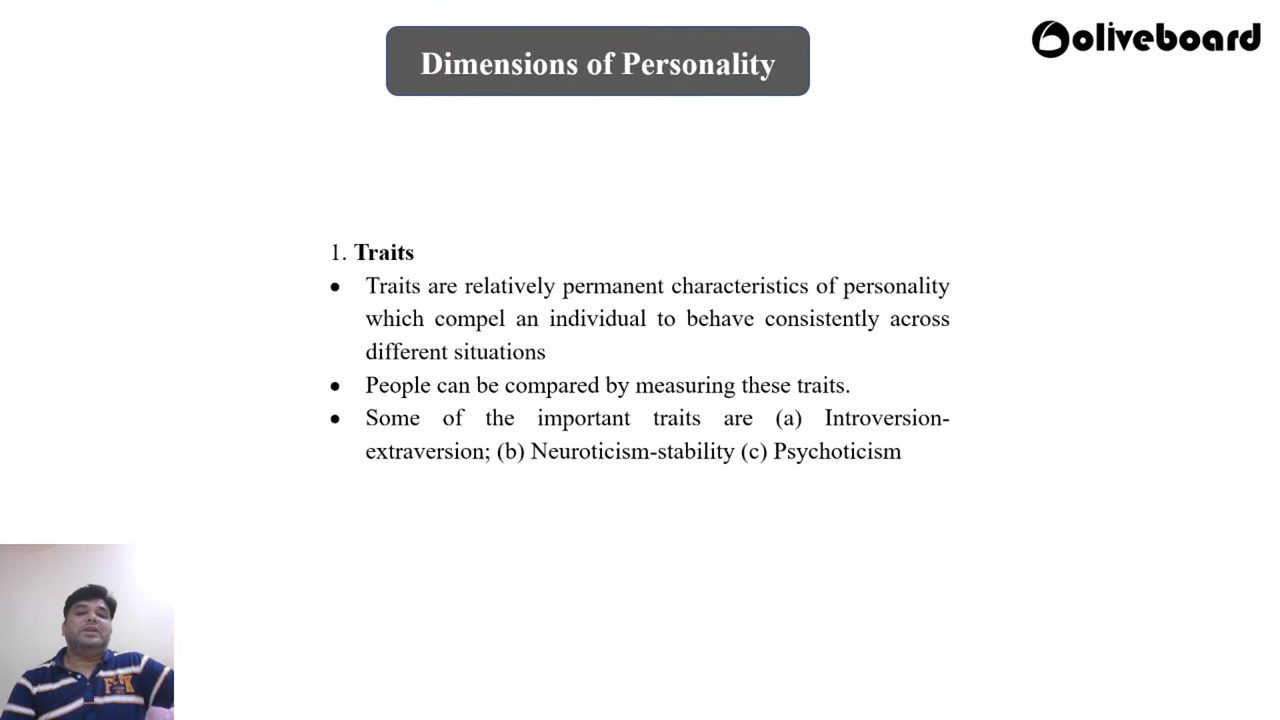 Dimensions of Personality
oliveboard
1. Traits
• Traits are relatively permanent characteristics of personality
which compel an individual to behave consistently across
different situations
• People can be compared by measuring these traits.
• Some of the important traits are (a) Introversion-
extraversion; (b) Neuroticism-stability (c) Psychoticism